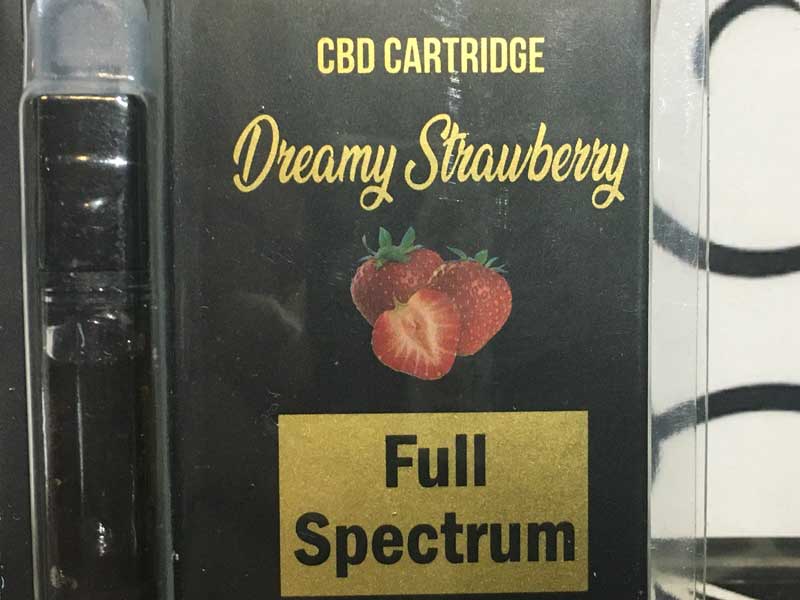 CBD CARTRIDGE
Dreamy Strawberry
Full
Spectrum